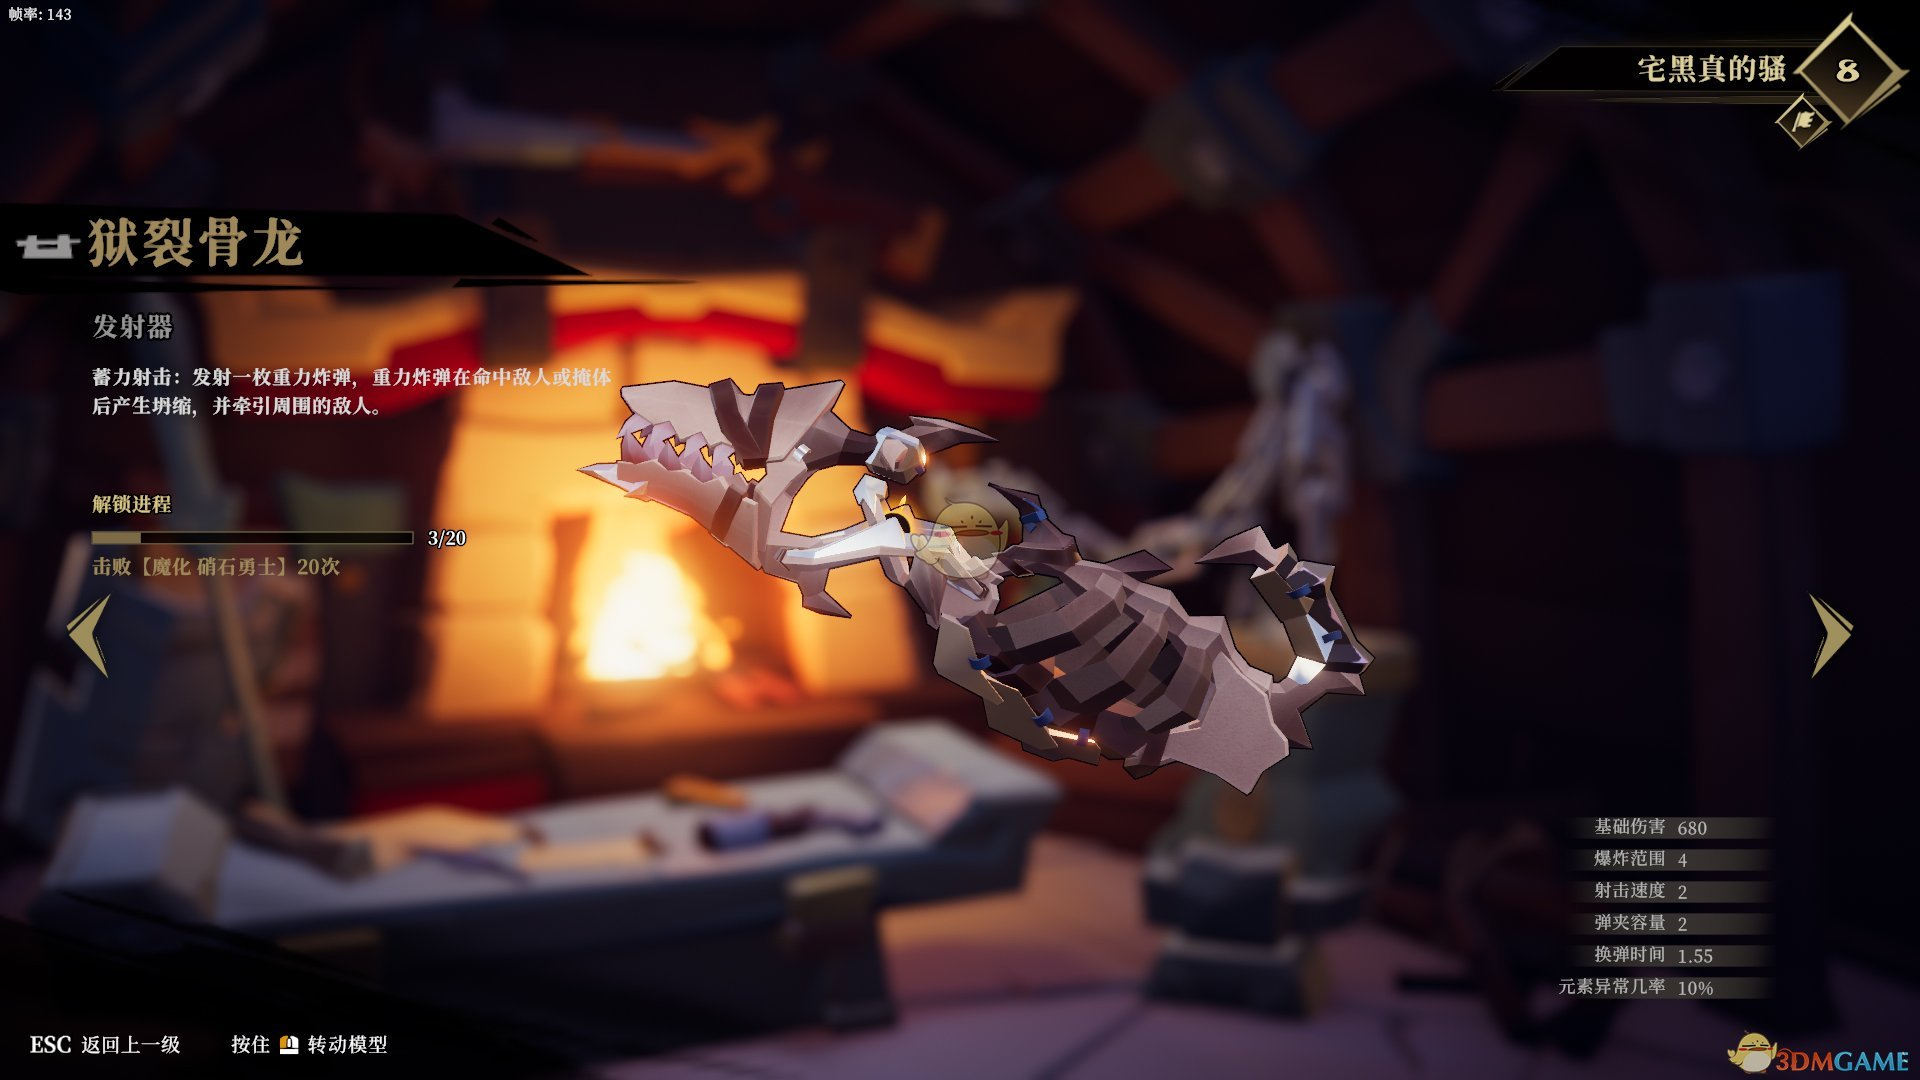 帧率: 143
宅黑真的骚 8
狱裂骨龙
发射器
蓄力射击：发射一枚重力炸弹，重力炸弹在命中敌人或掩体
后产生坍缩，并牵引周围的敌人。
解锁进程
3/20
击败【魔化 硝石勇士】20次
基础伤害 680
爆炸范围 4
射击速度 2
弹夹容量 2
换弹时间 1.55
元素异常几率 10%
ESC 返回上一级 按住 转动模型
3DMGAME